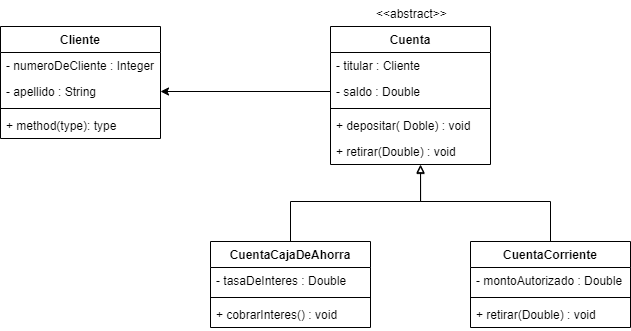 <<abstract>>
Cliente
- numeroDeCliente : Integer
- apellido : String
+ method(type): type
Cuenta
- titular : Cliente
- saldo : Double
+ depositar( Doble) : void
+ retirar(Double) : void
CuentaCajaDeAhorra
- tasaDeInteres : Double
+ cobrarInteres() : void
CuentaCorriente
- montoAutorizado : Double
+ retirar(Double) : void